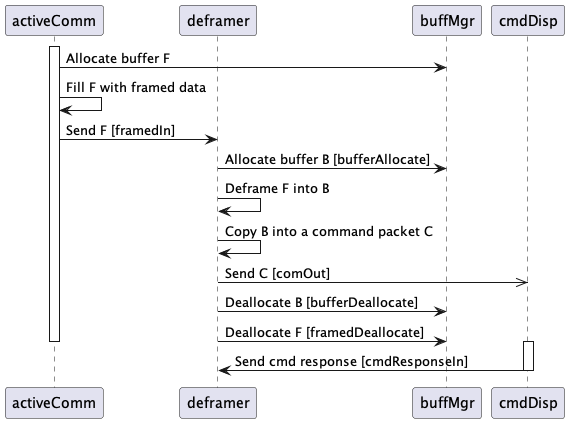 activeComm
deframer
buffMgr
cmdDisp
Allocate buffer F
Fill F with framed data
Send F [framedIn]
Allocate buffer B [bufferAllocate]
Deframe F into B
Copy B into a command packet C
Send C [comOut]
Deallocate B [bufferDeallocate]
Deallocate F [framedDeallocate]
Send cmd response [cmdResponseIn]
activeComm
deframer
buffMgr
cmdDisp